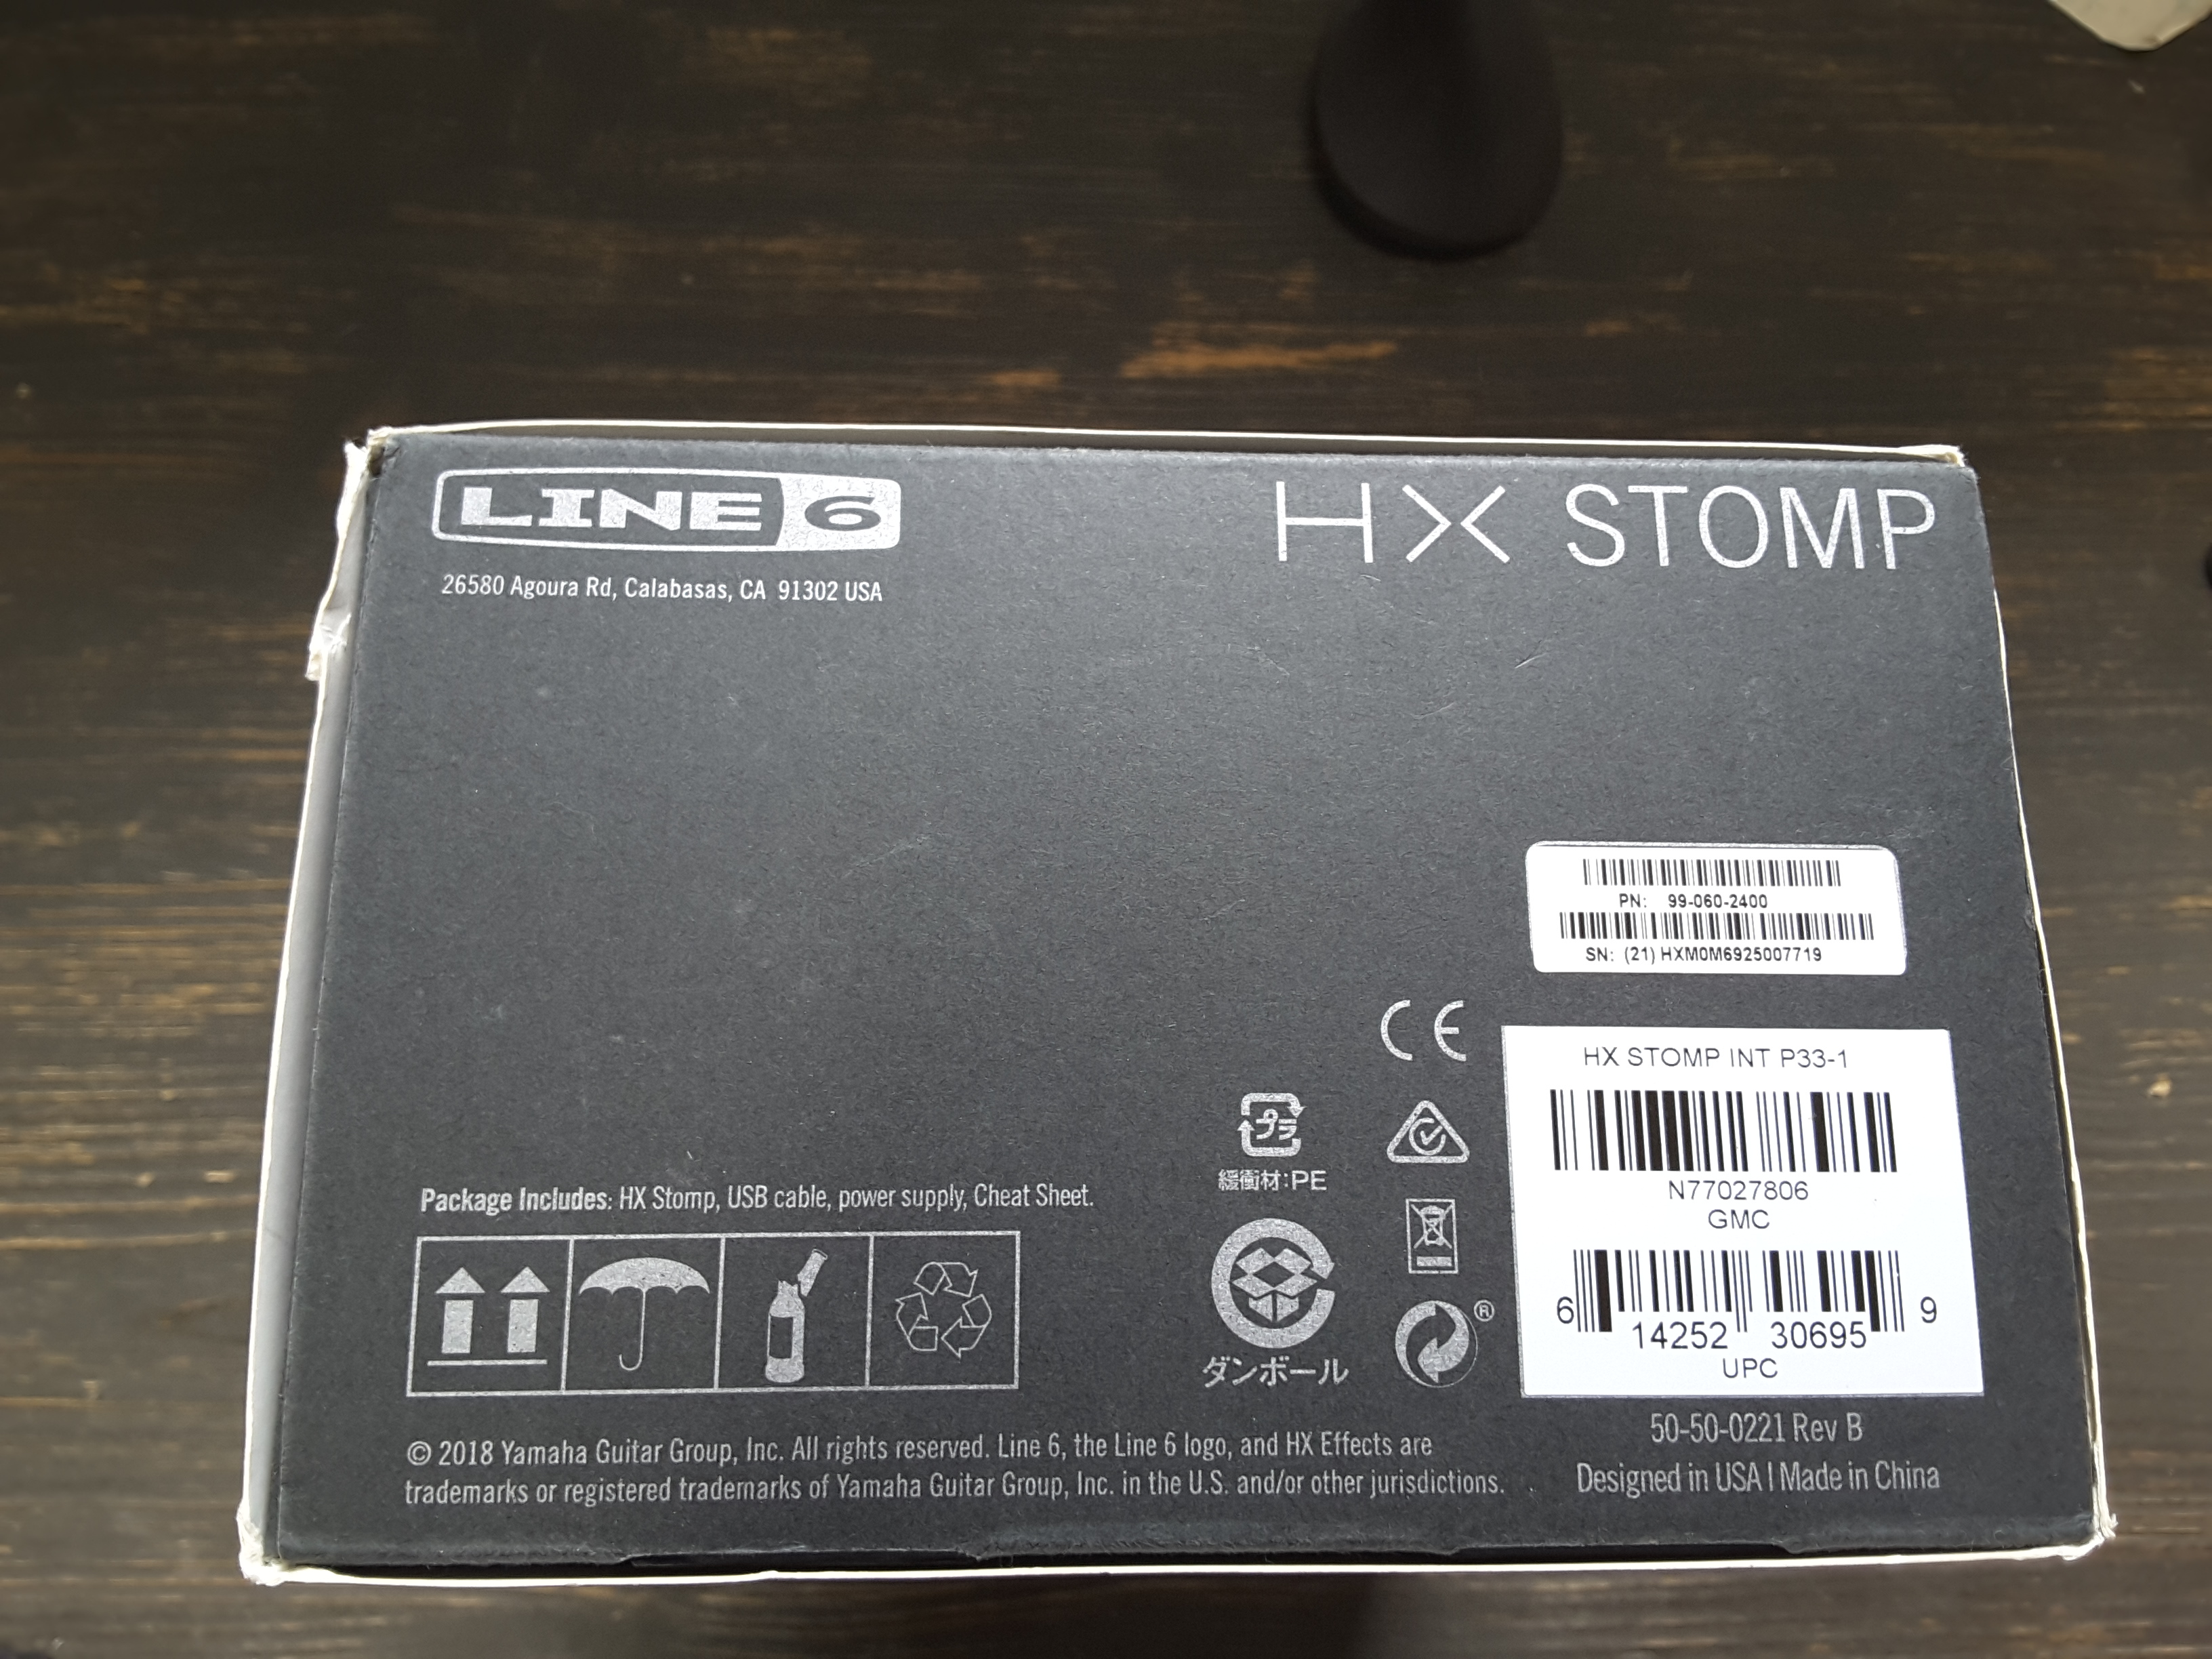 LINE 6
HX STOMP
26580 Agoura Rd, Calabasas, CA 91302 USA
PN: 99-060-2400
SN: (21) HXM0M6925007719
CE
HX STOMP INT P33-1
N77027806
GMC
6 14252 30695 9
UPC
プラ
緩衝材:PE
ダンボール
®
Package Includes: HX Stomp, USB cable, power supply, Cheat Sheet.
© 2018 Yamaha Guitar Group, Inc. All rights reserved. Line 6, the Line 6 logo, and HX Effects are
trademarks or registered trademarks of Yamaha Guitar Group, Inc. in the U.S. and/or other jurisdictions.
50-50-0221 Rev B
Designed in USA | Made in China